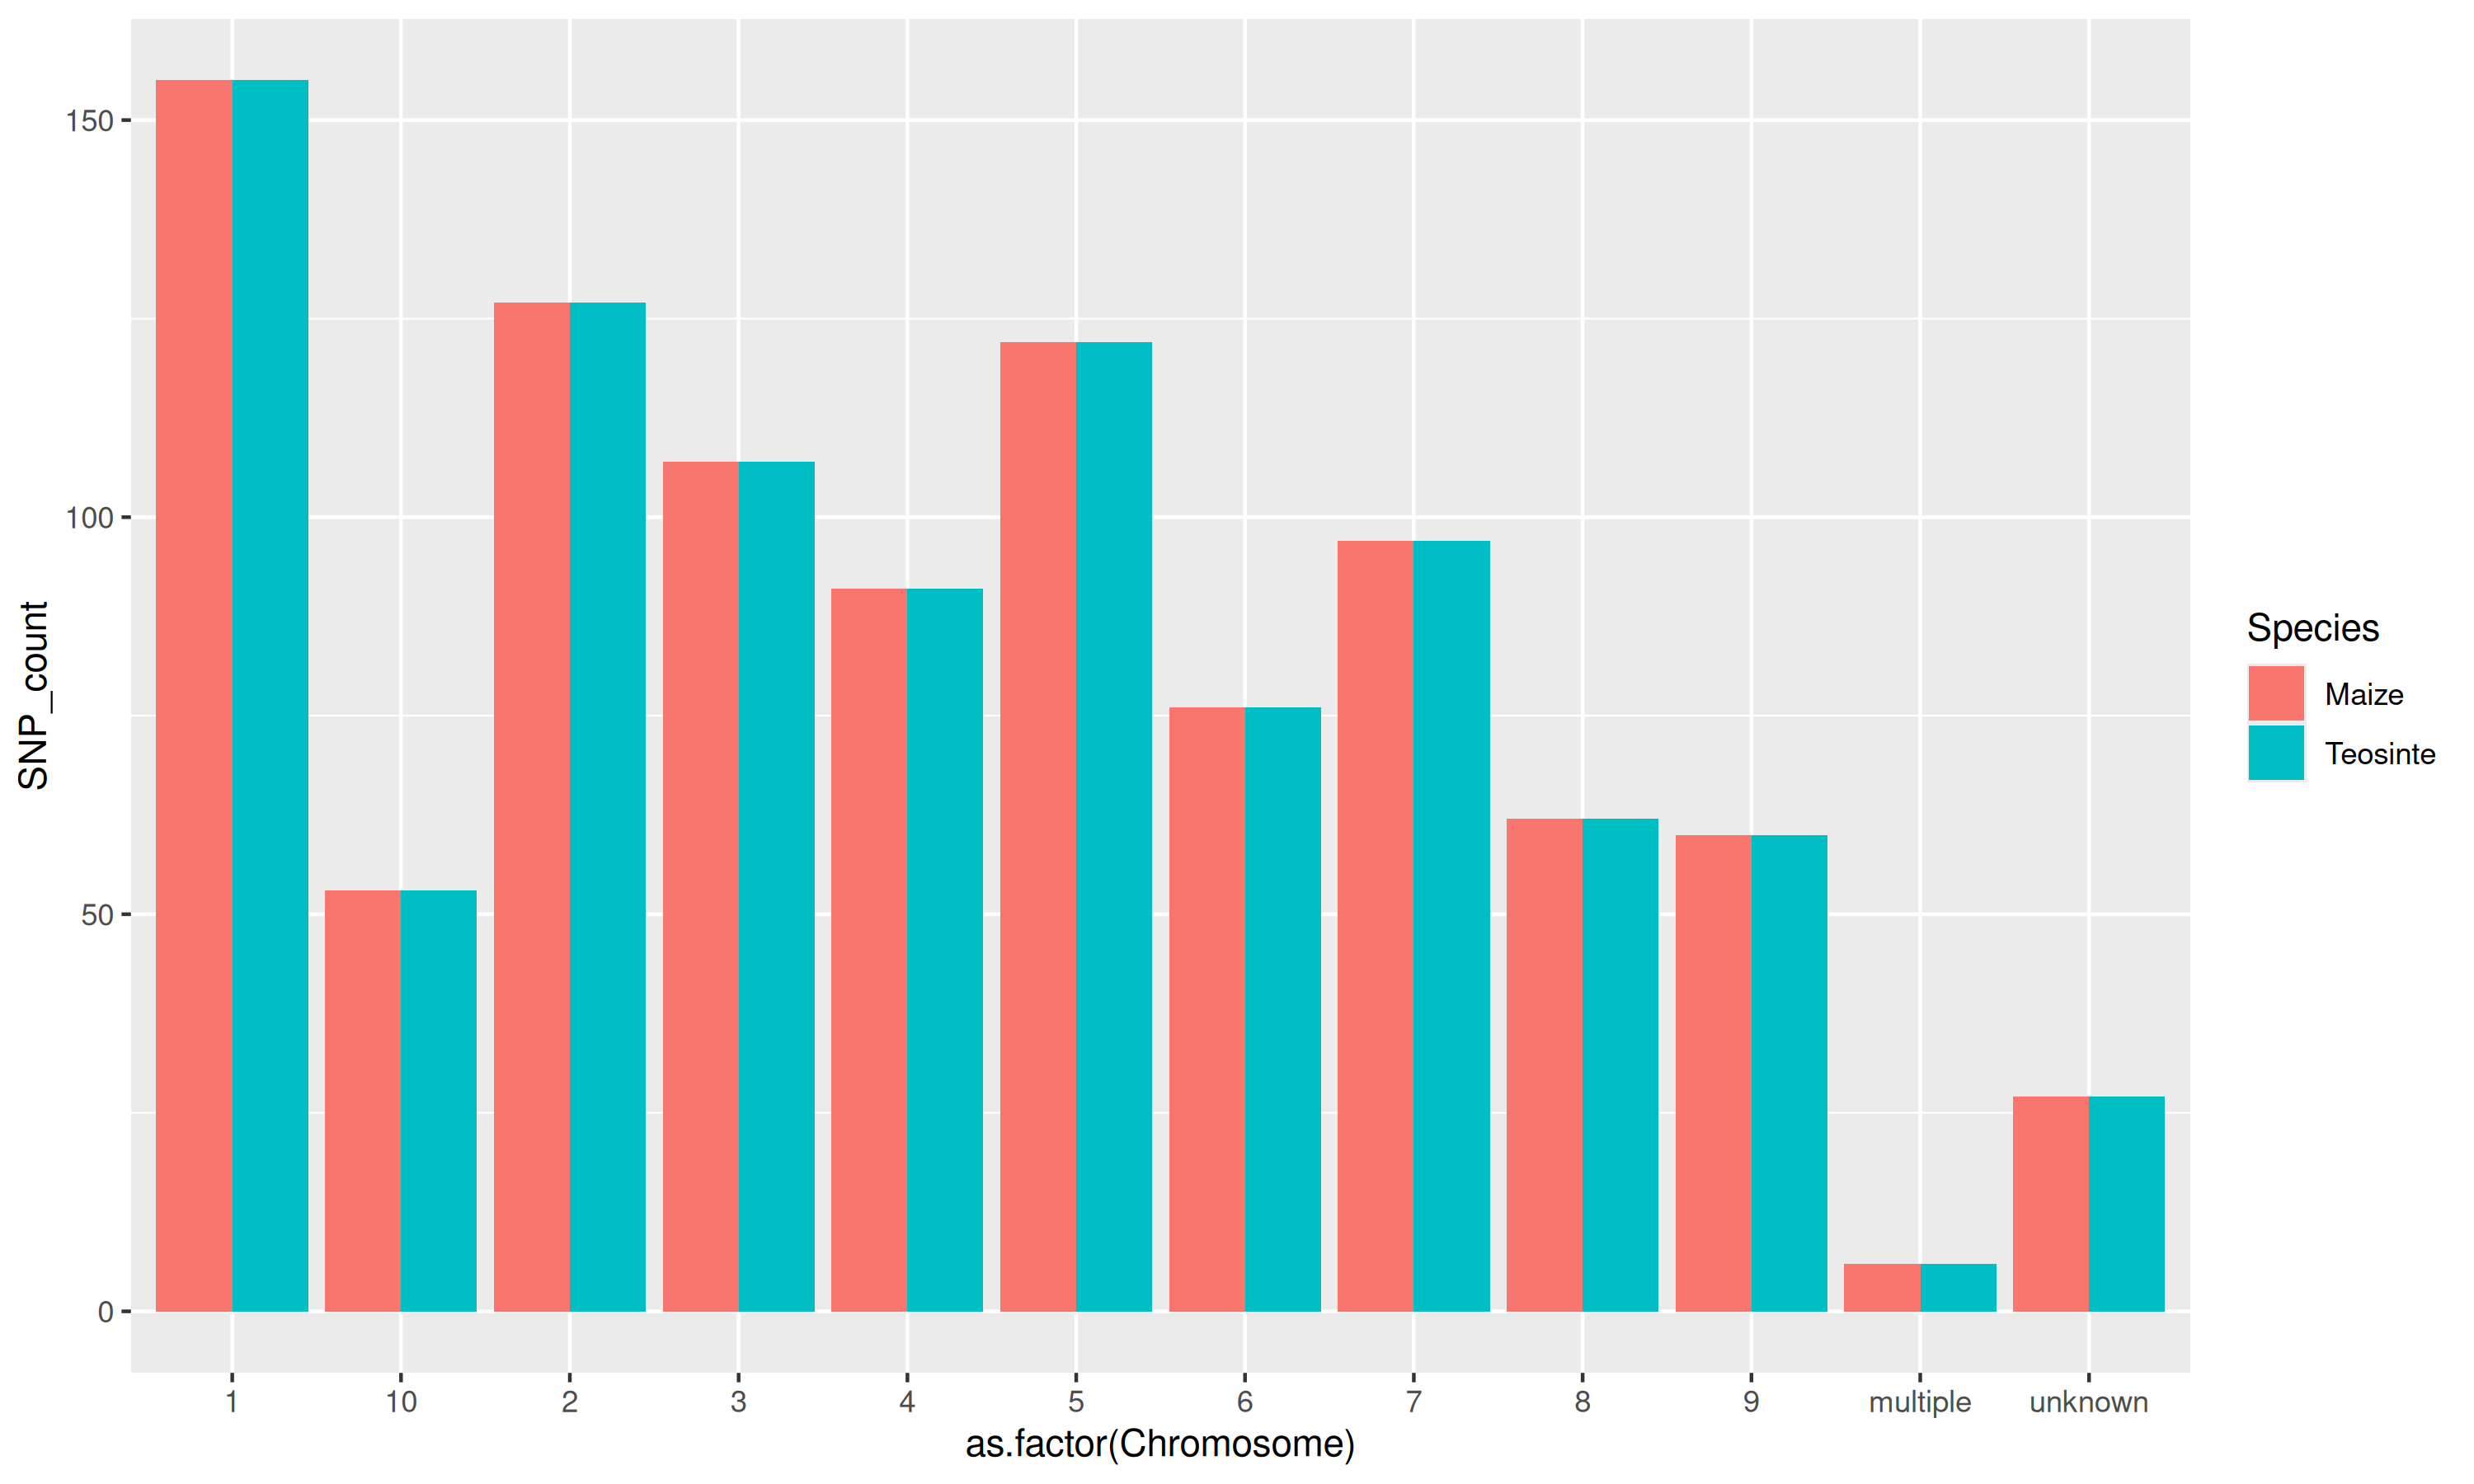 SNP_count
150
100
50
0
1 10 2 3 4 5 6 7 8 9 multiple unknown
as.factor(Chromosome)
Species
Maize
Teosinte